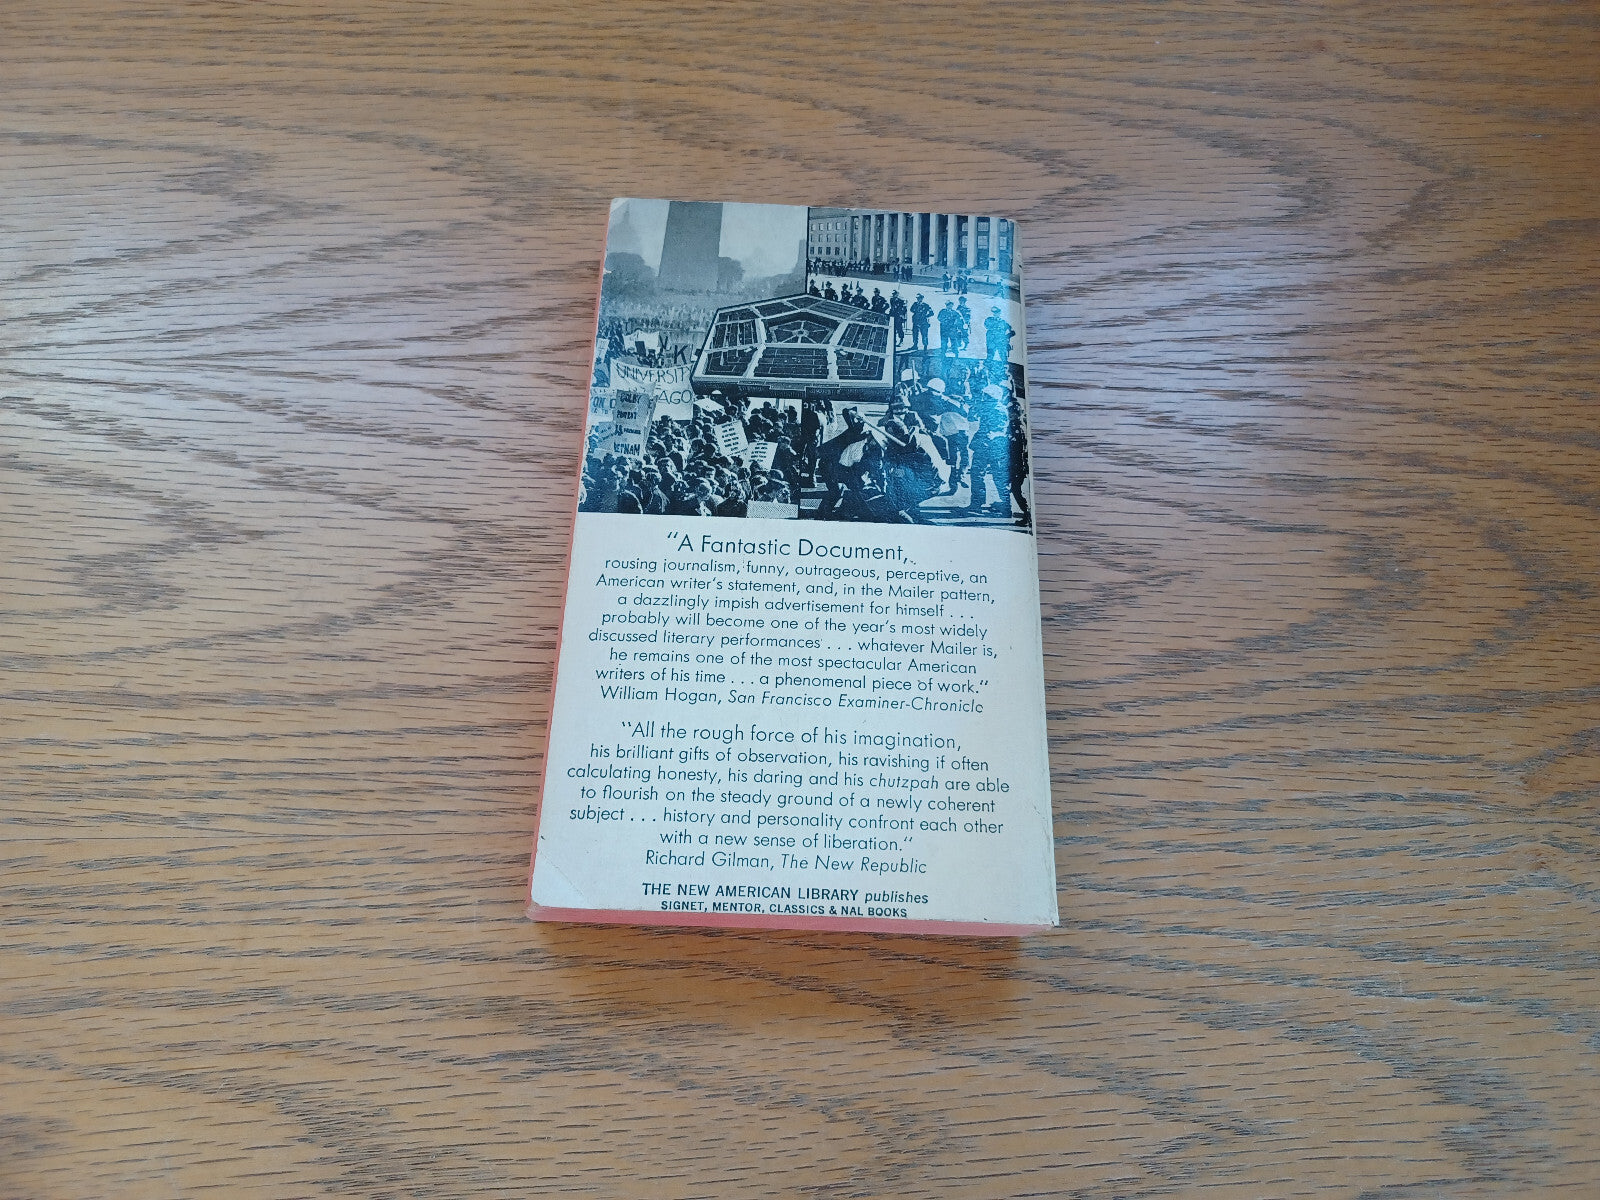 UNIVERSITY
AGO
"A Fantastic Document,
rousing journalism, funny, outrageous, perceptive, an
American writer's statement, and, in the Mailer pattern,
a dazzlingly impish advertisement for himself . . .
probably will become one of the year's most widely
discussed literary performances . . . whatever Mailer is,
he remains one of the most spectacular American
writers of his time . . . a phenomenal piece of work."
William Hogan, San Francisco Examiner-Chronicle
"All the rough force of his imagination,
his brilliant gifts of observation, his ravishing if often
calculating honesty, his daring and his chutzpah are able
to flourish on the steady ground of a newly coherent
subject . . . history and personality confront each other
with a new sense of liberation."
Richard Gilman, The New Republic
THE NEW AMERICAN LIBRARY publishes
SIGNET, MENTOR, CLASSICS & NAL BOOKS